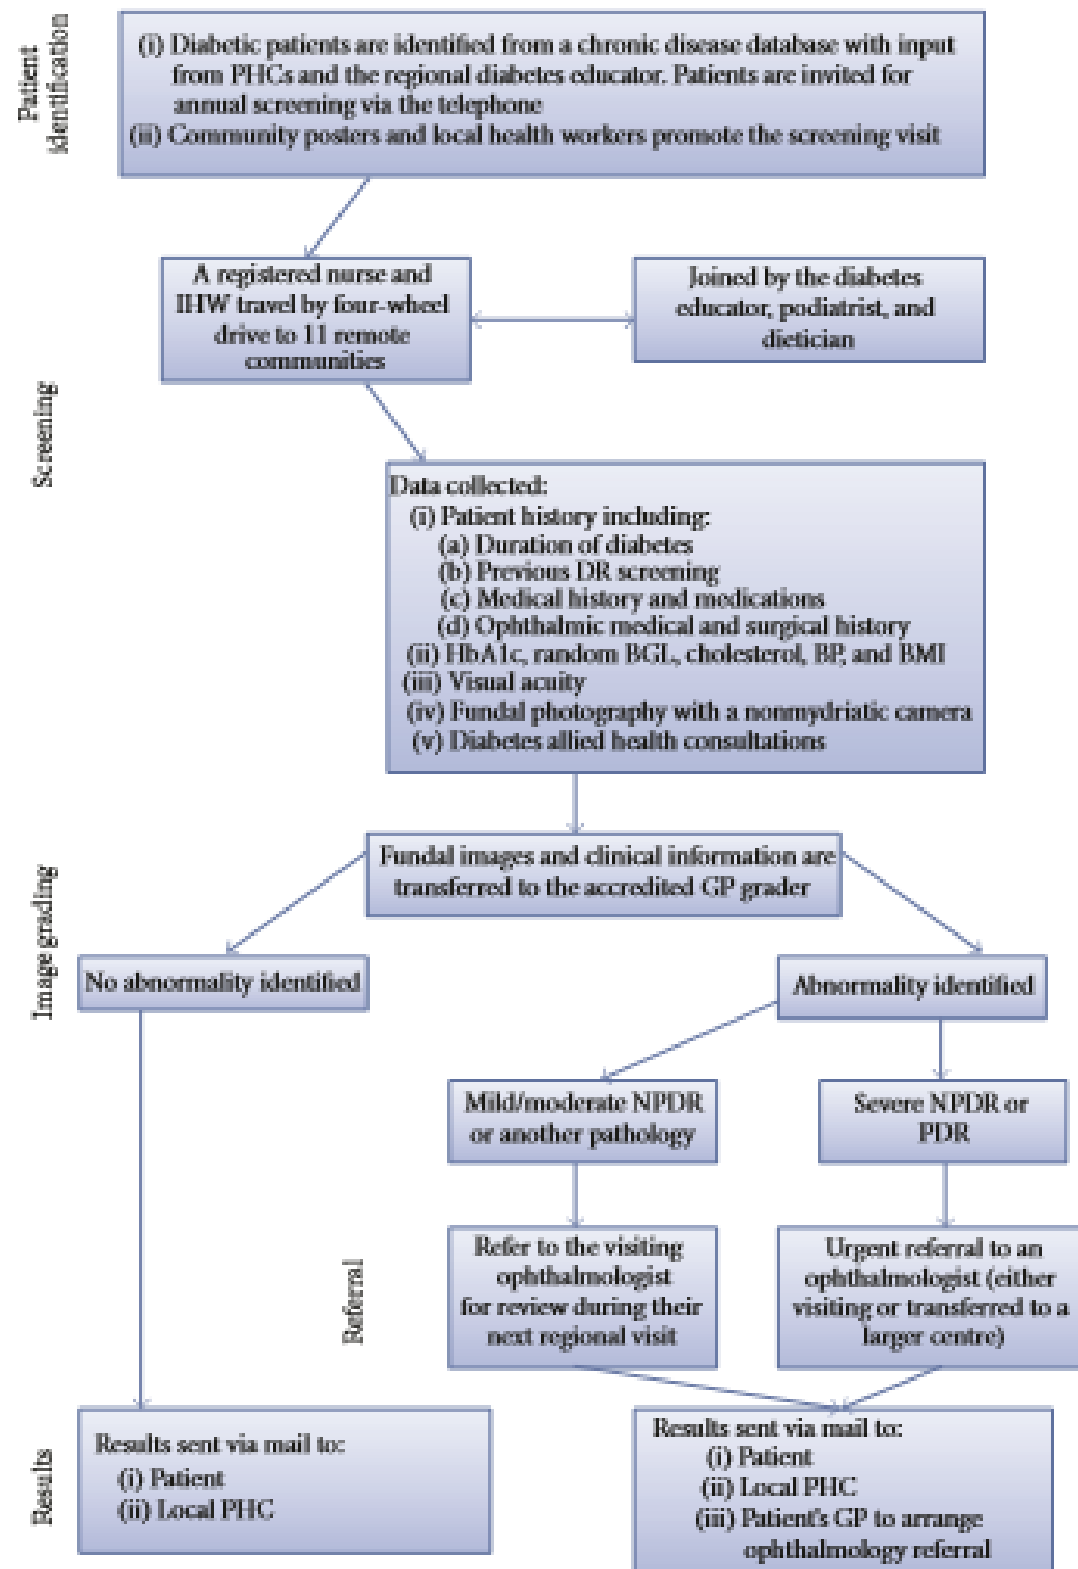 Patient
identification
(i) Diabetic patients are identified from a chronic disease database with input
from PHCs and the regional diabetes educator. Patients are invited for
annual screening via the telephone
(ii) Community posters and local health workers promote the screening visit
Screening
A registered nurse and
IHW travel by four-wheel
drive to 11 remote
communities
Joined by the diabetes
educator, podiatrist, and
dietician
Data collected:
(i) Patient history including:
(a) Duration of diabetes
(b) Previous DR screening
(c) Medical history and medications
(d) Ophthalmic medical and surgical history
(ii) HbA1c, random BGL, cholesterol, BP, and BMI
(iii) Visual acuity
(iv) Fundal photography with a nonmydriatic camera
(v) Diabetes allied health consultations
Image grading
Fundal images and clinical information are
transferred to the accredited GP grader
No abnormality identified
Abnormality identified
Mild/moderate NPDR
or another pathology
Severe NPDR or
PDR
Referral
Refer to the visiting
ophthalmologist
for review during their
next regional visit
Urgent referral to an
ophthalmologist (either
visiting or transferred to a
larger centre)
Results
Results sent via mail to:
(i) Patient
(ii) Local PHC
Results sent via mail to:
(i) Patient
(ii) Local PHC
(iii) Patient's GP to arrange
ophthalmology referral